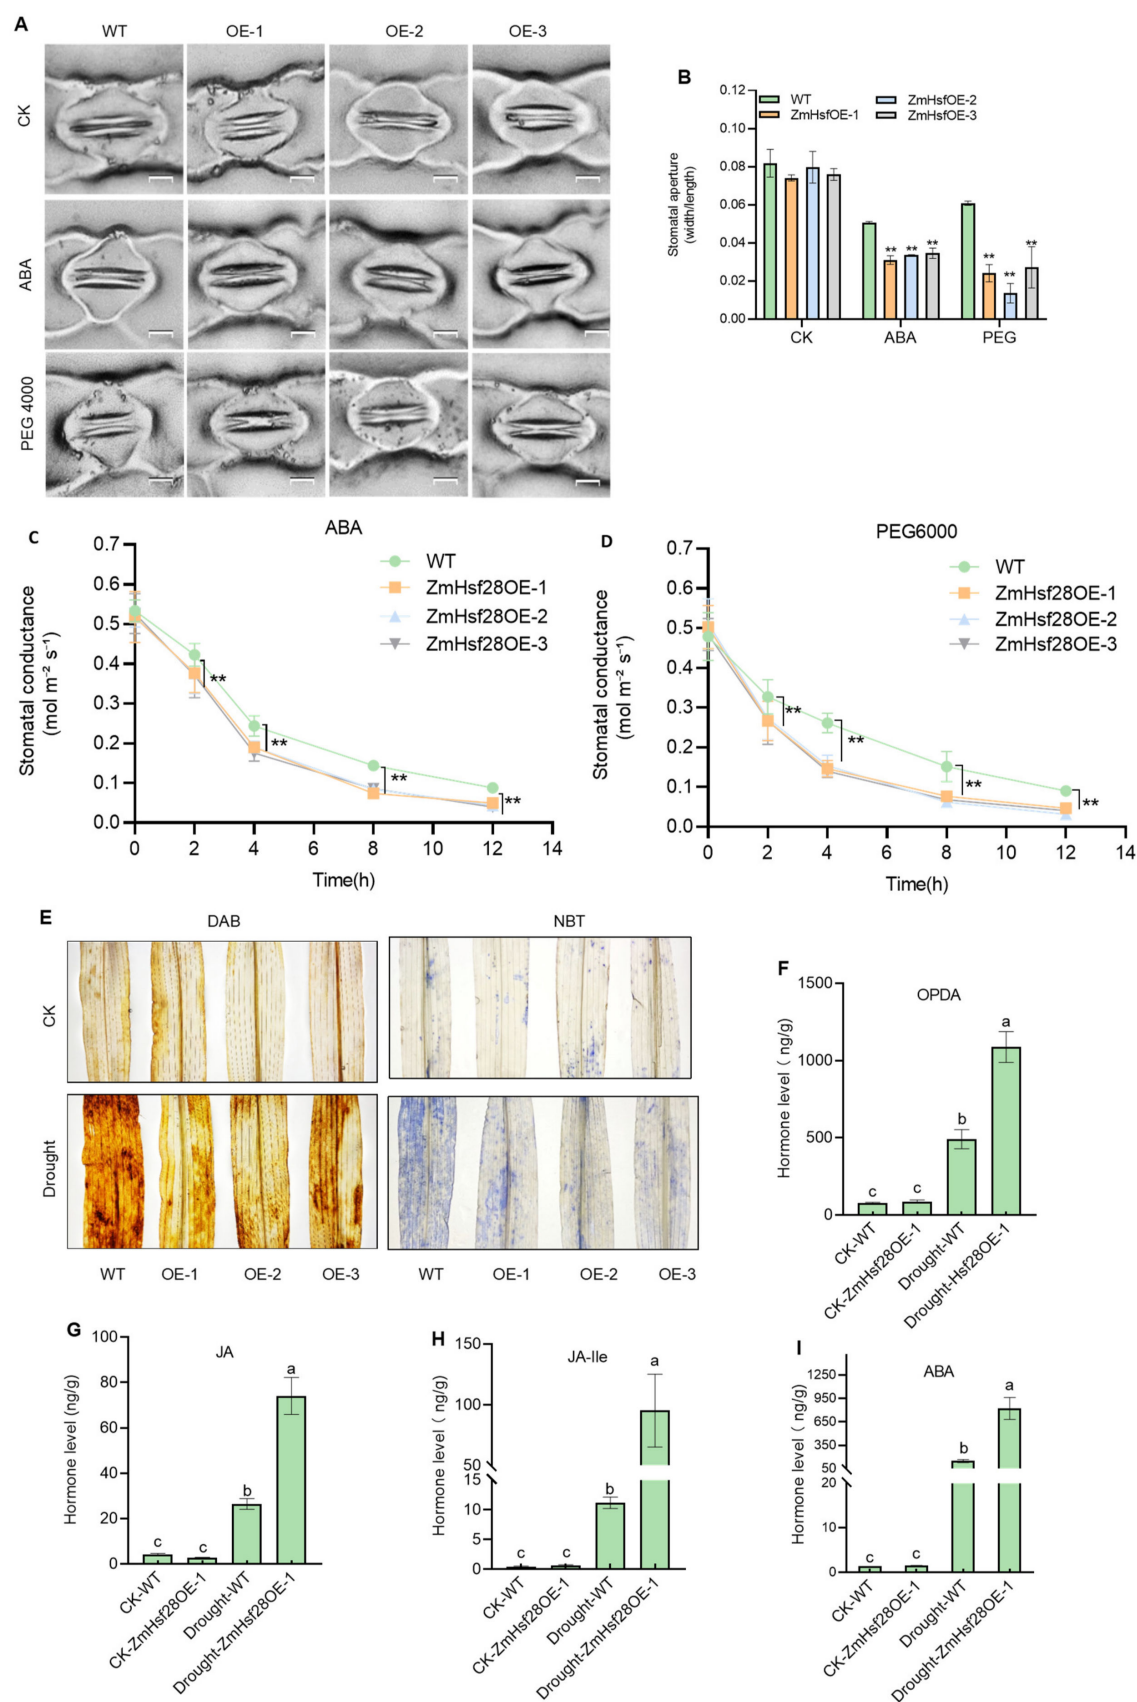 A
WT
OE-1
OE-2
OE-3
CK
ABA
PEG 4000
B
0.12
0.10
0.08
0.06
0.04
0.02
0.00
Stomatal aperture
(width/length)
WT
ZmHsfOE-1
ZmHsfOE-2
ZmHsfOE-3
** ** **
** ** **
CK
ABA
PEG
C
ABA
0.7
0.6
0.5
0.4
0.3
0.2
0.1
0.0
Stomatal conductance
(mol m⁻² s⁻¹)
WT
ZmHsf28OE-1
ZmHsf28OE-2
ZmHsf28OE-3
**
**
**
**
0 2 4 6 8 10 12 14
Time(h)
D
PEG6000
0.7
0.6
0.5
0.4
0.3
0.2
0.1
0.0
Stomatal conductance
(mol m⁻² s⁻¹)
WT
ZmHsf28OE-1
ZmHsf28OE-2
ZmHsf28OE-3
**
**
**
**
0 2 4 6 8 10 12 14
Time(h)
E
DAB
NBT
CK
Drought
WT OE-1 OE-2 OE-3
WT OE-1 OE-2 OE-3
F
OPDA
1500
1000
500
0
Hormone level ( ng/g)
c
c
b
a
CK-WT
CK-ZmHsf28OE-1
Drought-WT
Drought-Hsf28OE-1
G
JA
100
80
60
40
20
0
Hormone level (ng/g)
c
c
b
a
CK-WT
CK-ZmHsf28OE-1
Drought-WT
Drought-ZmHsf28OE-1
H
JA-Ile
150
100
50
15
10
5
0
Hormone level ( ng/g)
c
c
b
a
CK-WT
CK-ZmHsf28OE-1
Drought-WT
Drought-ZmHsf28OE-1
I
ABA
1250
950
650
350
50
20
10
0
Hormone level ( ng/g)
c
c
b
a
CK-WT
CK-ZmHsf28OE-1
Drought-WT
Drought-ZmHsf28OE-1